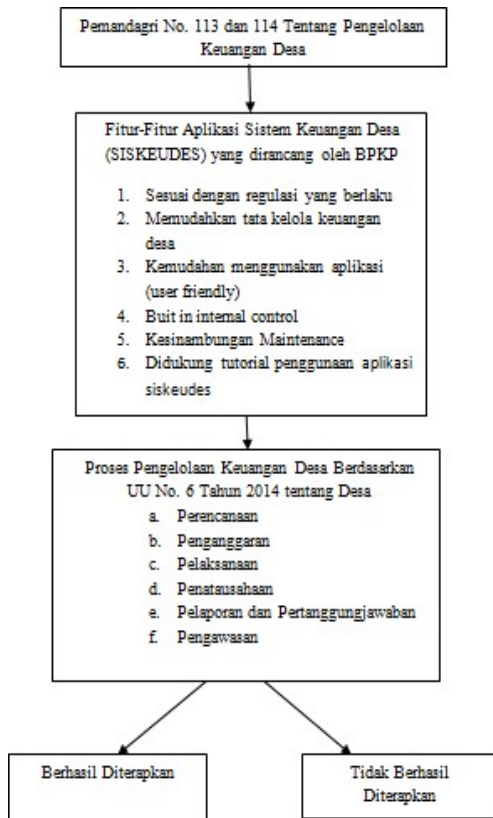 Pemandagri No. 113 dan 114 Tentang Pengelolaan
Keuangan Desa
Fitur-Fitur Aplikasi Sistem Keuangan Desa
(SISKEUDES) yang dirancang oleh BPKP
1. Sesuai dengan regulasi yang berlaku
2. Memudahkan tata kelola keuangan
desa
3. Kemudahan menggunakan aplikasi
(user friendly)
4. Buit in internal control
5. Kesinambungan Maintenance
6. Didukung tutorial penggunaan aplikasi
siskeudes
Proses Pengelolaan Keuangan Desa Berdasarkan
UU No. 6 Tahun 2014 tentang Desa
a. Perencanaan
b. Penganggaran
c. Pelaksanaan
d. Penatausahaan
e. Pelaporan dan Pertanggungjawaban
f. Pengawasan
Berhasil Diterapkan
Tidak Berhasil
Diterapkan